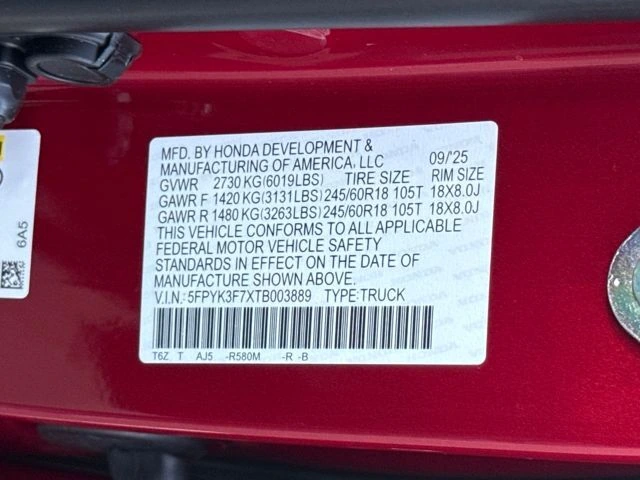 MFD. BY HONDA DEVELOPMENT &
MANUFACTURING OF AMERICA, LLC 09/'25
GVWR 2730 KG(6019LBS) TIRE SIZE RIM SIZE
GAWR F 1420 KG(3131LBS) 245/60R18 105T 18X8.0J
GAWR R 1480 KG(3263LBS) 245/60R18 105T 18X8.0J
THIS VEHICLE CONFORMS TO ALL APPLICABLE
FEDERAL MOTOR VEHICLE SAFETY
STANDARDS IN EFFECT ON THE DATE OF
MANUFACTURE SHOWN ABOVE.
V.I.N.: 5FPYK3F7XTB003889 TYPE:TRUCK
T6Z T AJ5 -R580M -R -B
6A5